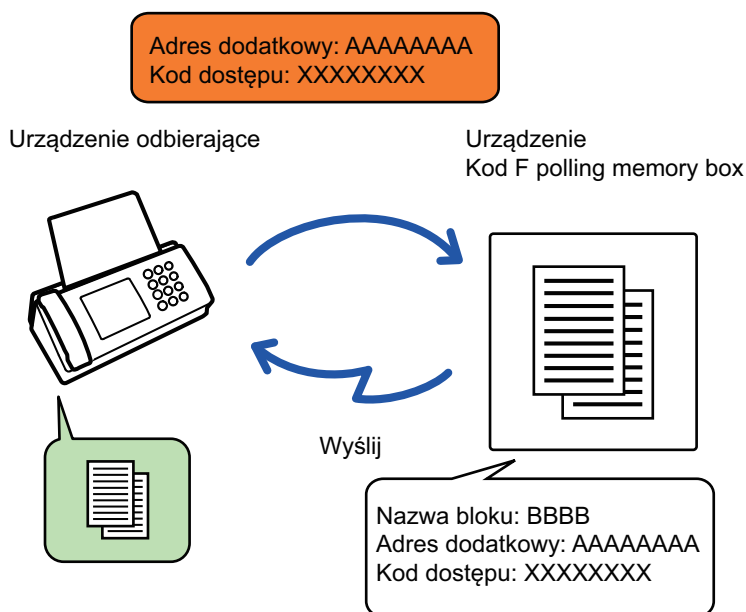 Adres dodatkowy: AAAAAAAA
Kod dostępu: XXXXXXXX
Urządzenie odbierające
Urządzenie
Kod F polling memory box
Wyślij
Nazwa bloku: BBBB
Adres dodatkowy: AAAAAAAA
Kod dostępu: XXXXXXXX